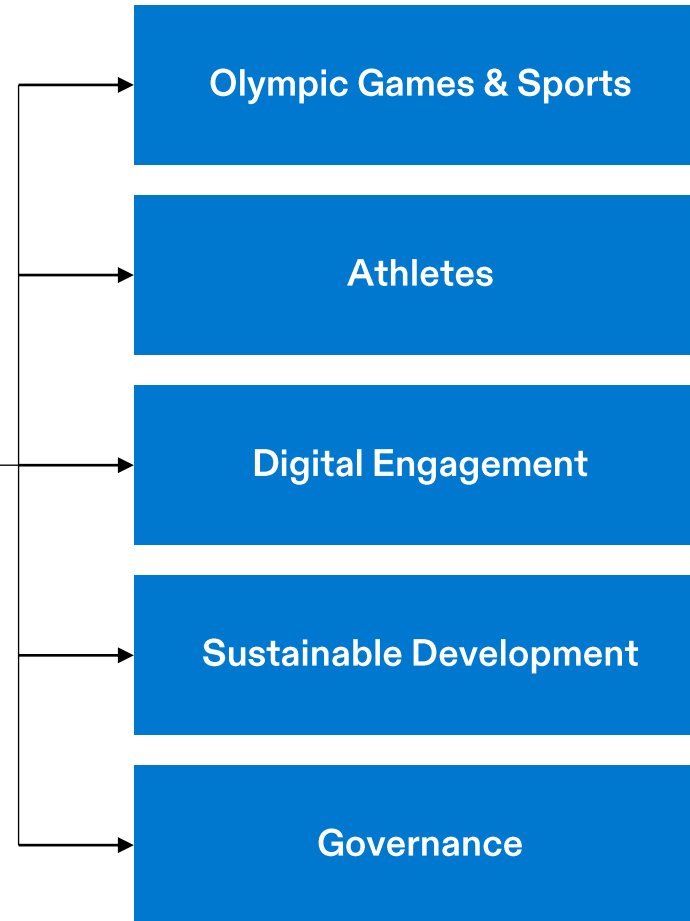 Olympic Games & Sports
Athletes
Digital Engagement
Sustainable Development
Governance